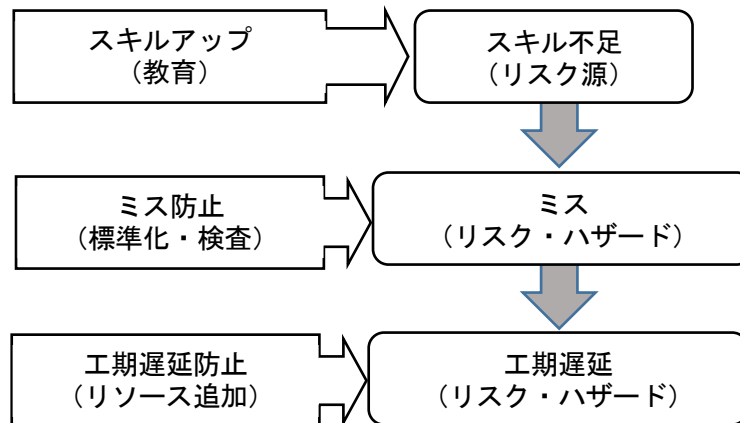 スキルアップ
（教育）
スキル不足
（リスク源）
ミス防止
（標準化・検査）
ミス
（リスク・ハザード）
工期遅延防止
（リソース追加）
工期遅延
（リスク・ハザード）